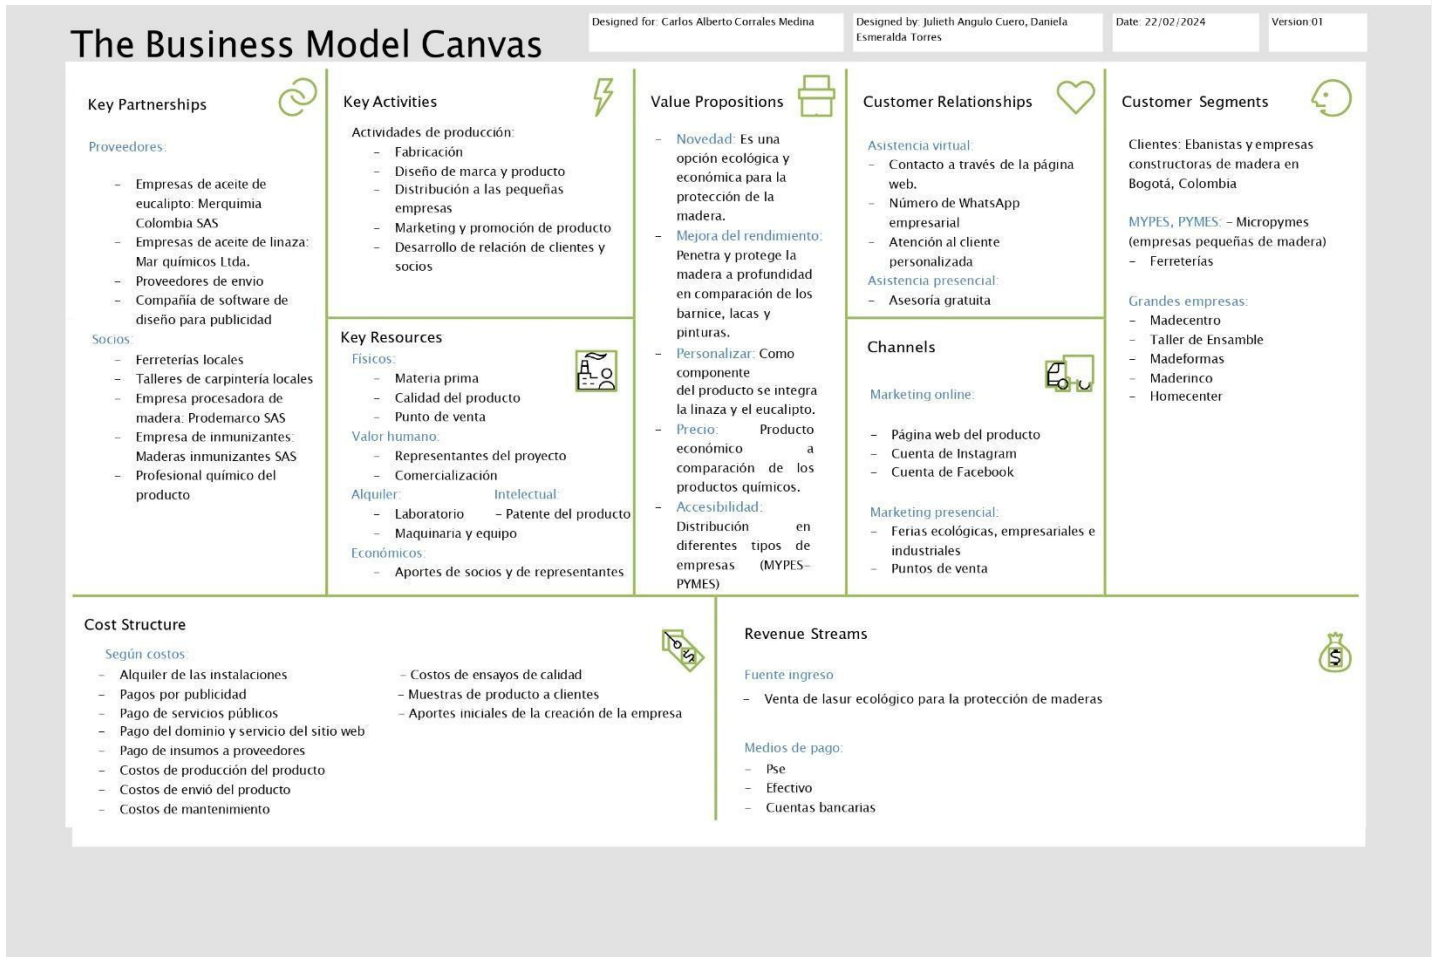 The Business Model Canvas
Designed for: Carlos Alberto Corrales Medina
Designed by: Julieth Angulo Cuero, Daniela
Esmeralda Torres
Date: 22/02/2024
Version:01
Key Partnerships
Proveedores:
– Empresas de aceite de
eucalipto: Merquimia
Colombia SAS
– Empresas de aceite de linaza:
Mar químicos Ltda.
– Proveedores de envio
– Compañía de software de
diseño para publicidad
Socios:
– Ferreterías locales
– Talleres de carpintería locales
– Empresa procesadora de
madera: Prodemarco SAS
– Empresa de inmunizantes:
Maderas inmunizantes SAS
– Profesional químico del
producto
Key Activities
Actividades de producción:
– Fabricación
– Diseño de marca y producto
– Distribución a las pequeñas
empresas
– Marketing y promoción de producto
– Desarrollo de relación de clientes y
socios
Key Resources
Físicos:
– Materia prima
– Calidad del producto
– Punto de venta
Valor humano:
– Representantes del proyecto
– Comercialización
Alquiler: Intelectual:
– Laboratorio – Patente del producto
– Maquinaria y equipo
Económicos:
– Aportes de socios y de representantes
Value Propositions
– Novedad: Es una
opción ecológica y
económica para la
protección de la
madera.
– Mejora del rendimiento:
Penetra y protege la
madera a profundidad
en comparación de los
barnice, lacas y
pinturas.
– Personalizar: Como
componente
del producto se integra
la linaza y el eucalipto.
– Precio: Producto
económico a
comparación de los
productos químicos.
– Accesibilidad:
Distribución en
diferentes tipos de
empresas (MYPES–
PYMES)
Customer Relationships
Asistencia virtual:
– Contacto a través de la página
web.
– Número de WhatsApp
empresarial
– Atención al cliente
personalizada
Asistencia presencial:
– Asesoría gratuita
Channels
Marketing online:
– Página web del producto
– Cuenta de Instagram
– Cuenta de Facebook
Marketing presencial:
– Ferias ecológicas, empresariales e
industriales
– Puntos de venta
Customer Segments
Clientes: Ebanistas y empresas
constructoras de madera en
Bogotá, Colombia
MYPES, PYMES: – Micropymes
(empresas pequeñas de madera)
– Ferreterías
Grandes empresas:
– Madecentro
– Taller de Ensamble
– Madeformas
– Maderinco
– Homecenter
Cost Structure
Según costos:
– Alquiler de las instalaciones
– Pagos por publicidad
– Pago de servicios públicos
– Pago del dominio y servicio del sitio web
– Pago de insumos a proveedores
– Costos de producción del producto
– Costos de envió del producto
– Costos de mantenimiento
– Costos de ensayos de calidad
– Muestras de producto a clientes
– Aportes iniciales de la creación de la empresa
Revenue Streams
Fuente ingreso
– Venta de lasur ecológico para la protección de maderas
Medios de pago:
– Pse
– Efectivo
– Cuentas bancarias